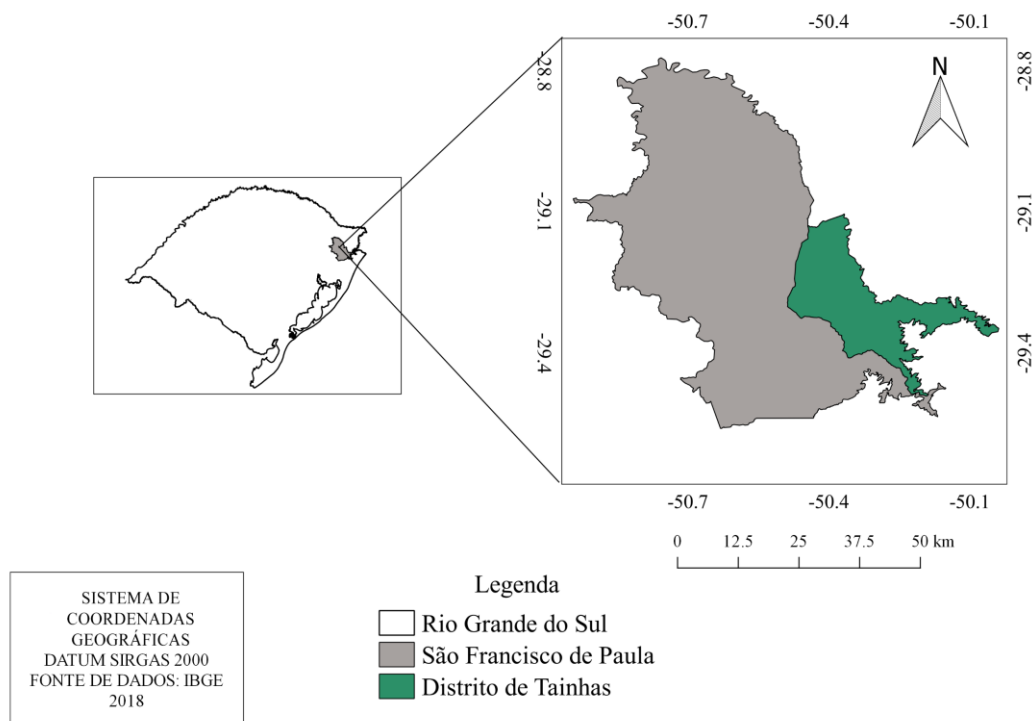 -50.7 -50.4 -50.1
-28.8
-28.8
N
-29.1
-29.1
-29.4
-29.4
-50.7 -50.4 -50.1
0 12.5 25 37.5 50 km
SISTEMA DE
COORDENADAS
GEOGRÁFICAS
DATUM SIRGAS 2000
FONTE DE DADOS: IBGE
2018
Legenda
Rio Grande do Sul
São Francisco de Paula
Distrito de Tainhas